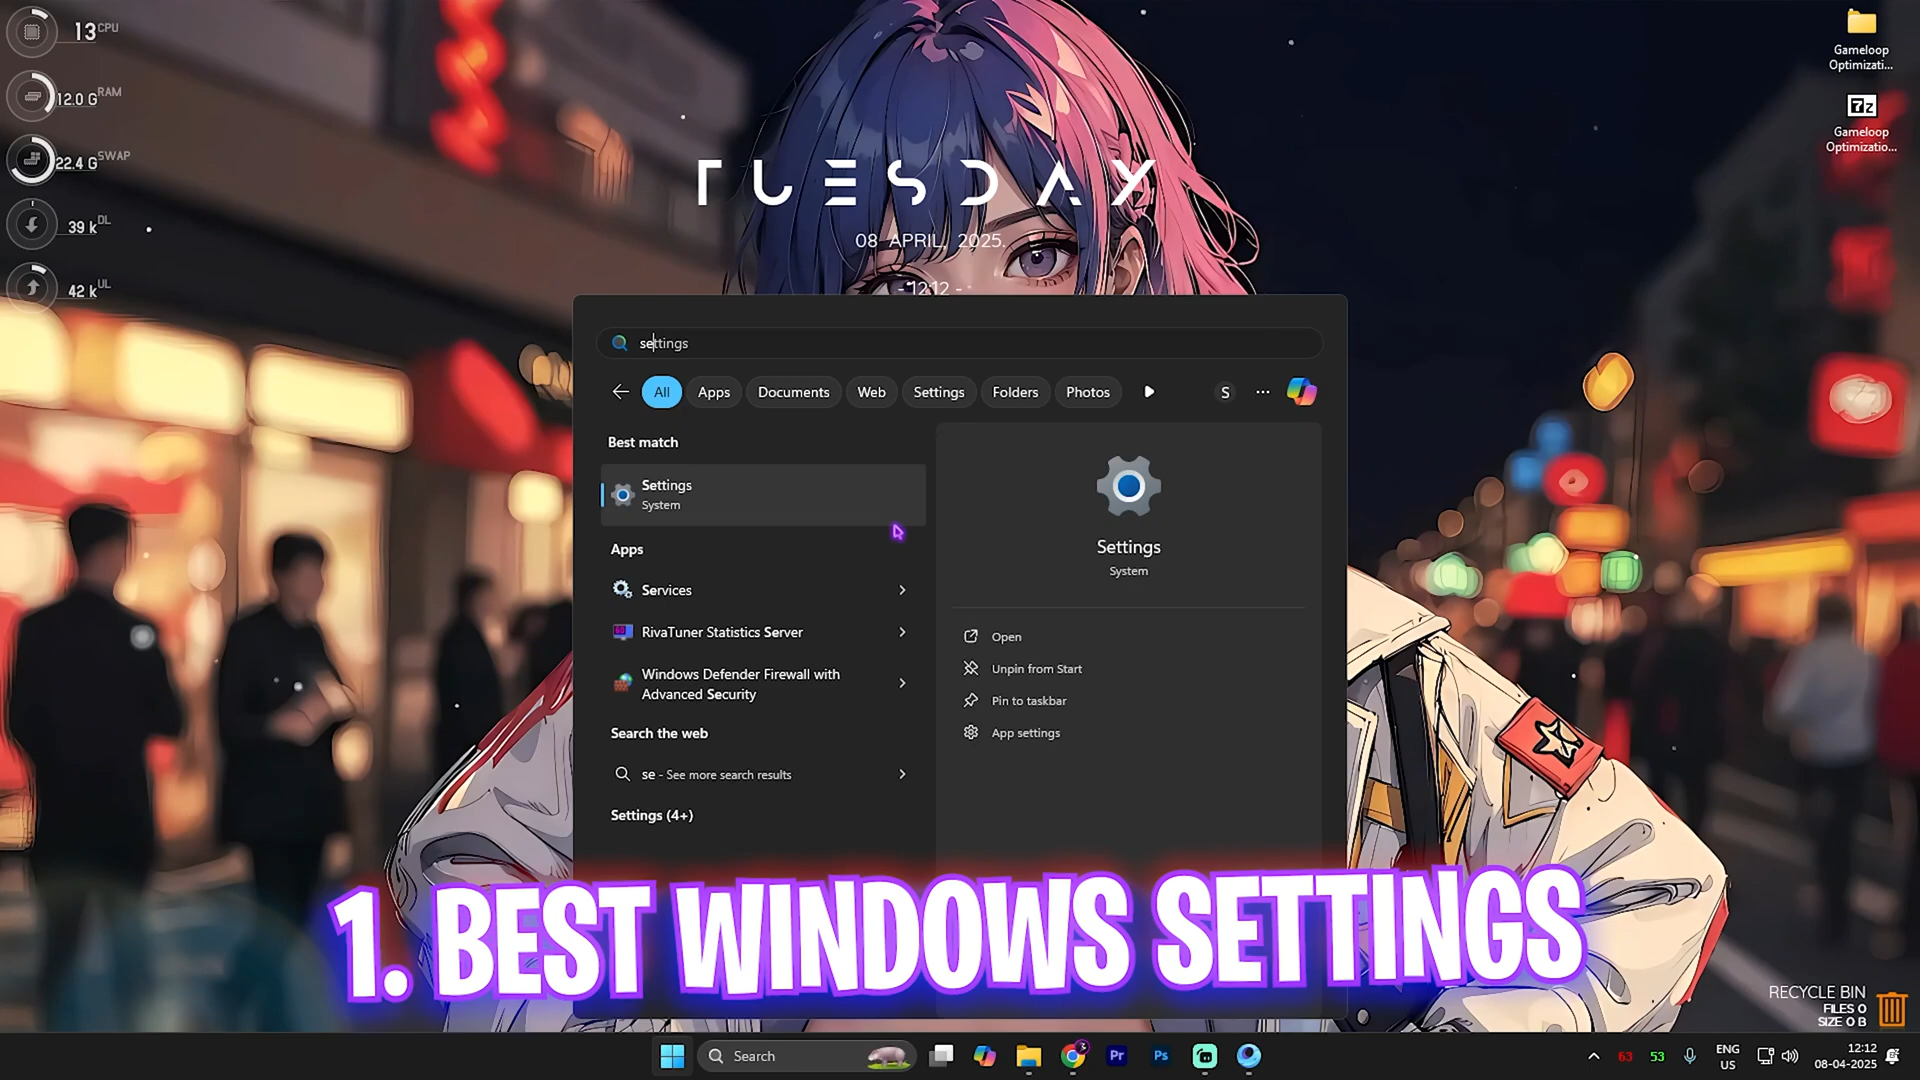 13 CPU
12.0 G RAM
22.4 G SWAP
39 k DL
42 k UL
Gameloop
Optimizati...
7z
Gameloop
Optimizatio...
TUESDAY
08 APRIL, 2025.
- 12:12 -
settings
All
Apps
Documents
Web
Settings
Folders
Photos
S
Best match
Settings
System
Apps
Services
RivaTuner Statistics Server
Windows Defender Firewall with
Advanced Security
Search the web
se - See more search results
Settings (4+)
Settings
System
Open
Unpin from Start
Pin to taskbar
App settings
1. BEST WINDOWS SETTINGS
RECYCLE BIN
FILES 0
SIZE 0 B
Search
3
Pr
Ps
63
53
ENG
US
12:12
08-04-2025